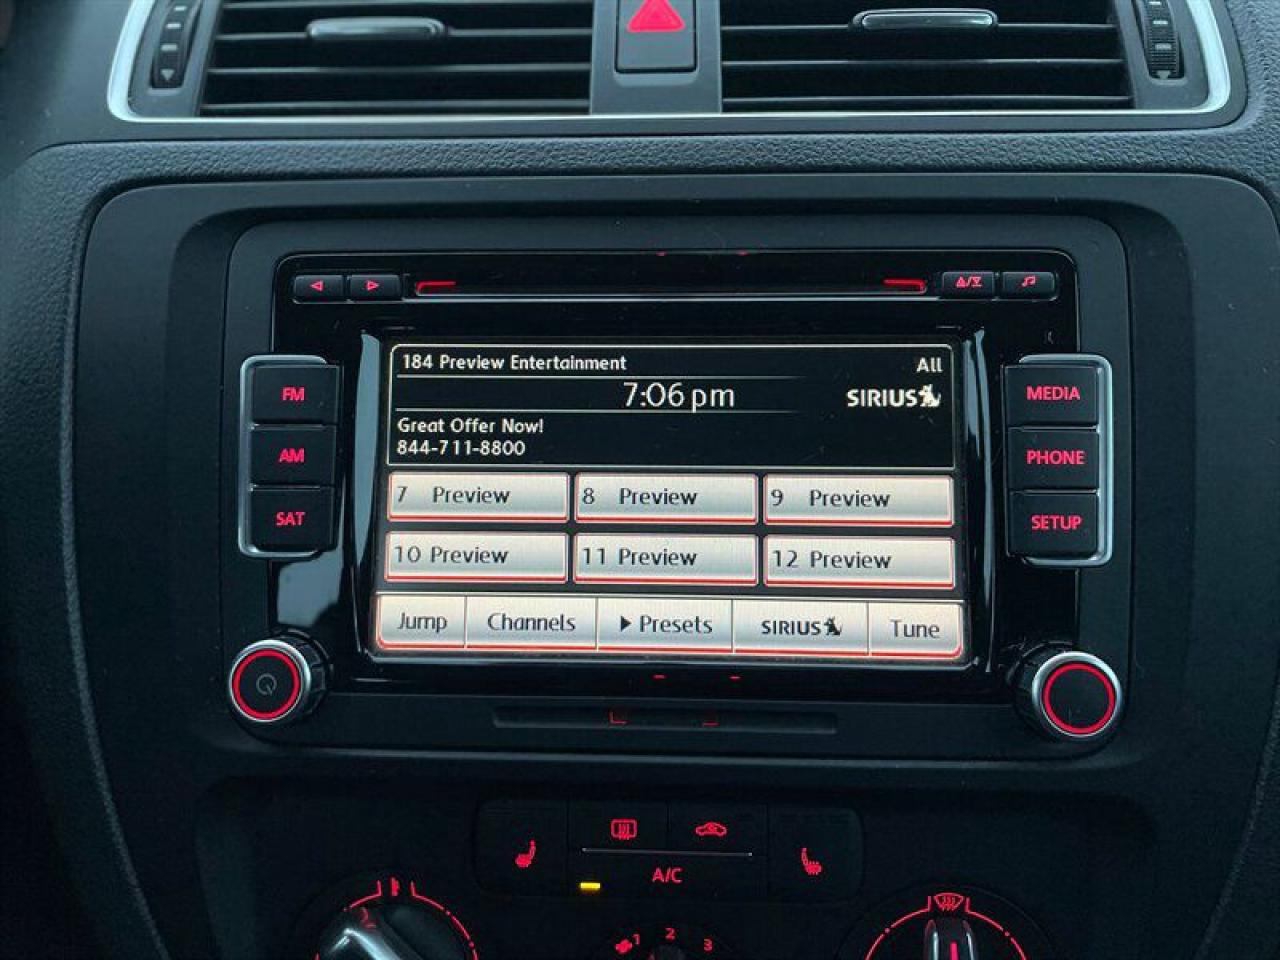 184 Preview Entertainment
All
7:06 pm
SIRIUS
Great Offer Now!
844-711-8800
7 Preview
8 Preview
9 Preview
10 Preview
11 Preview
12 Preview
Jump
Channels
Presets
SIRIUS
Tune
FM
AM
SAT
MEDIA
PHONE
SETUP
A/C
1
2
3